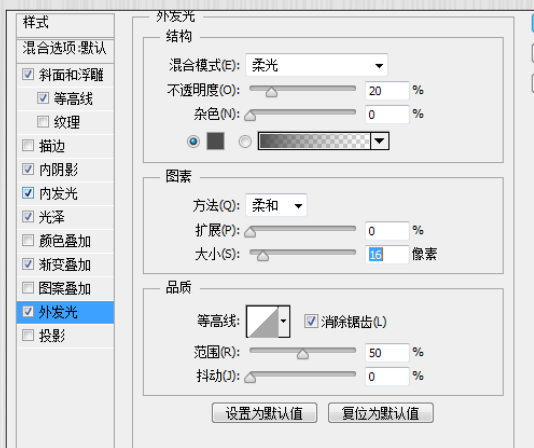 样式
混合选项:默认
斜面和浮雕
等高线
纹理
描边
内阴影
内发光
光泽
颜色叠加
渐变叠加
图案叠加
外发光
投影
外发光
结构
混合模式(E): 柔光
不透明度(O): 20 %
杂色(N): 0 %
图素
方法(Q): 柔和
扩展(P): 0 %
大小(S): 16 像素
品质
等高线: 消除锯齿(L)
范围(R): 50 %
抖动(J): 0 %
设置为默认值 复位为默认值